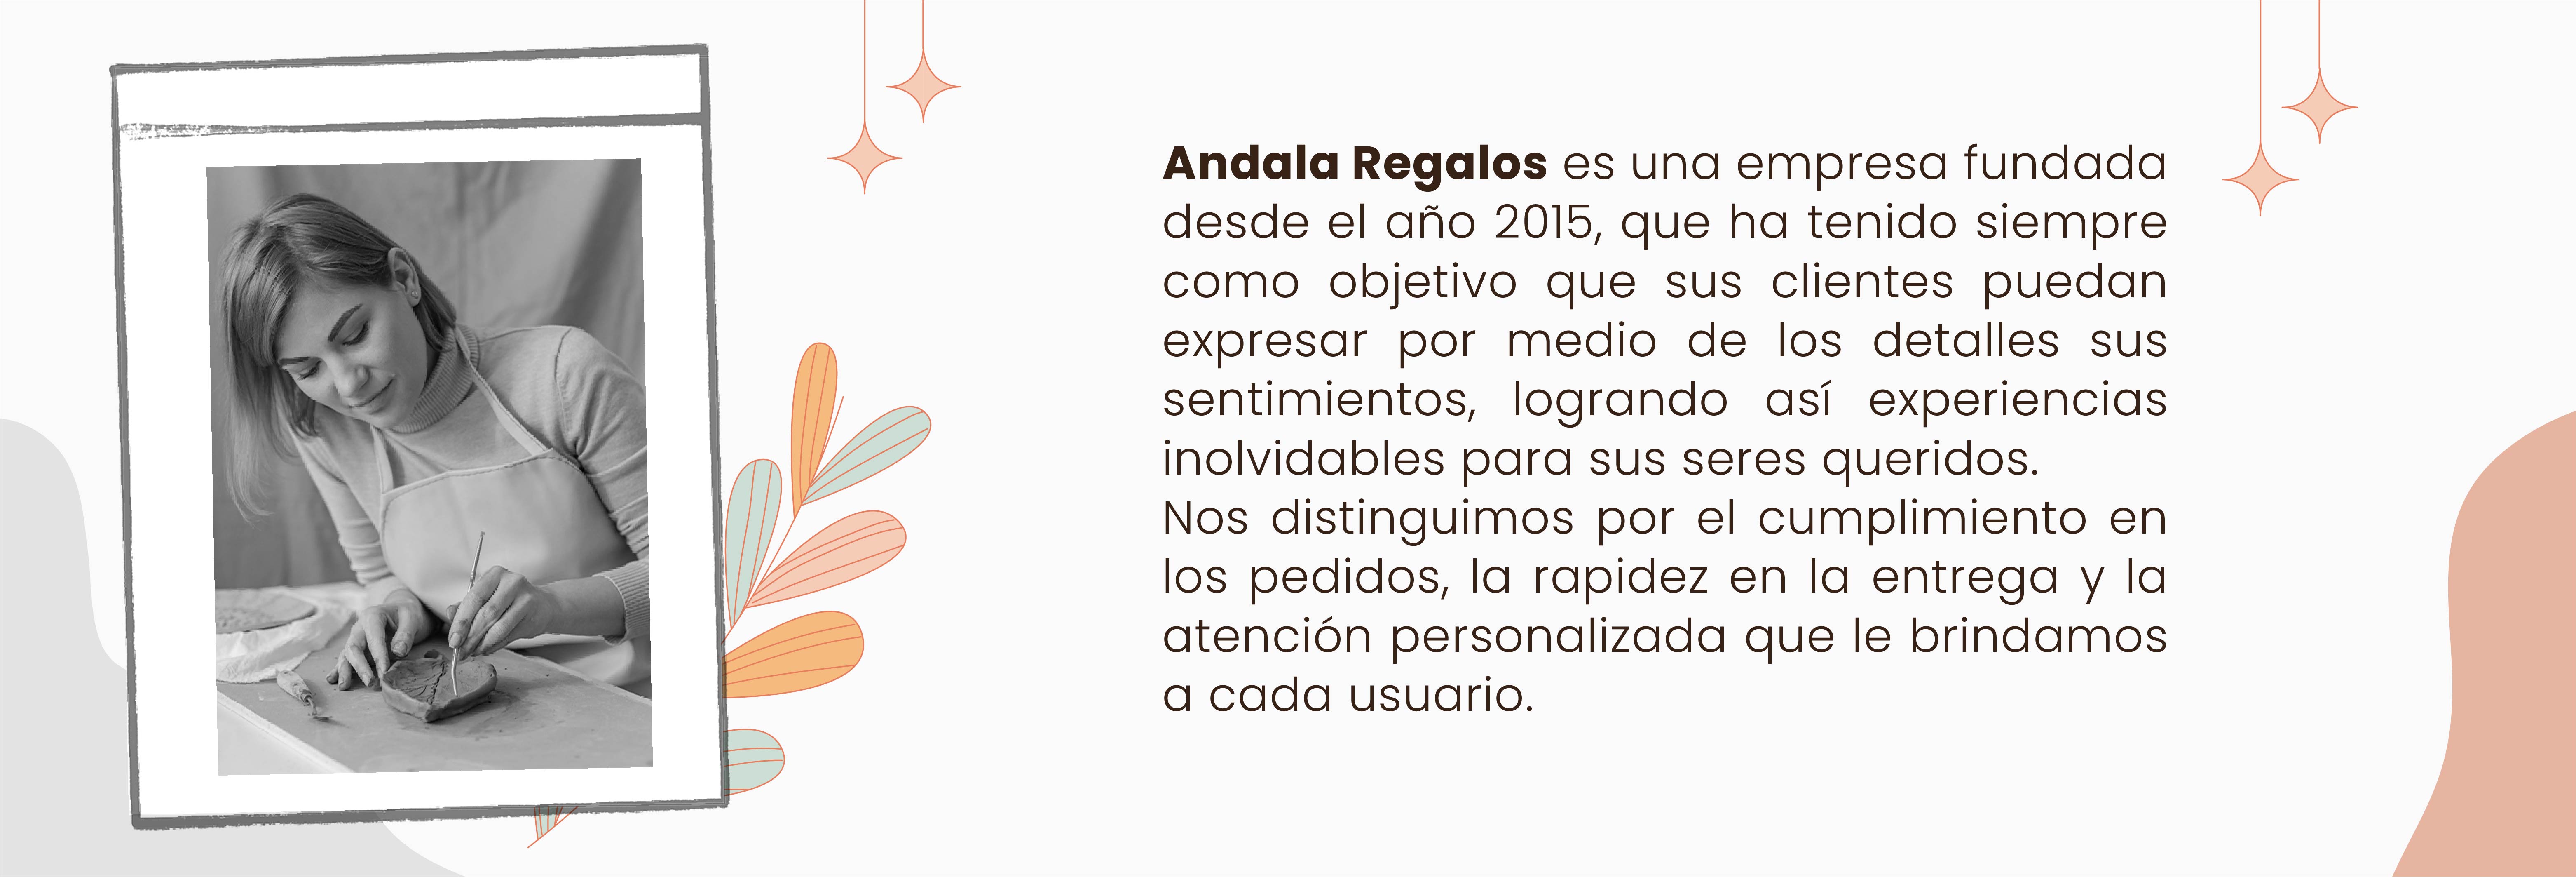 Andala Regalos es una empresa fundada
desde el año 2015, que ha tenido siempre
como objetivo que sus clientes puedan
expresar por medio de los detalles sus
sentimientos, logrando así experiencias
inolvidables para sus seres queridos.
Nos distinguimos por el cumplimiento en
los pedidos, la rapidez en la entrega y la
atención personalizada que le brindamos
a cada usuario.